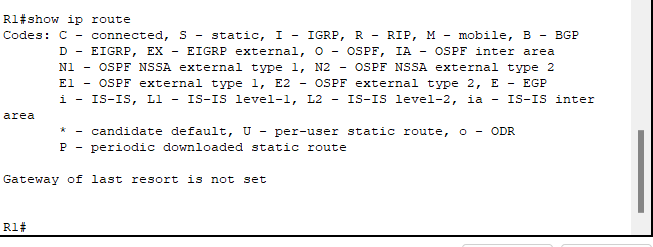 R1#show ip route
Codes: C - connected, S - static, I - IGRP, R - RIP, M - mobile, B - BGP
D - EIGRP, EX - EIGRP external, O - OSPF, IA - OSPF inter area
N1 - OSPF NSSA external type 1, N2 - OSPF NSSA external type 2
E1 - OSPF external type 1, E2 - OSPF external type 2, E - EGP
i - IS-IS, L1 - IS-IS level-1, L2 - IS-IS level-2, ia - IS-IS inter
area
* - candidate default, U - per-user static route, o - ODR
P - periodic downloaded static route
Gateway of last resort is not set
R1#